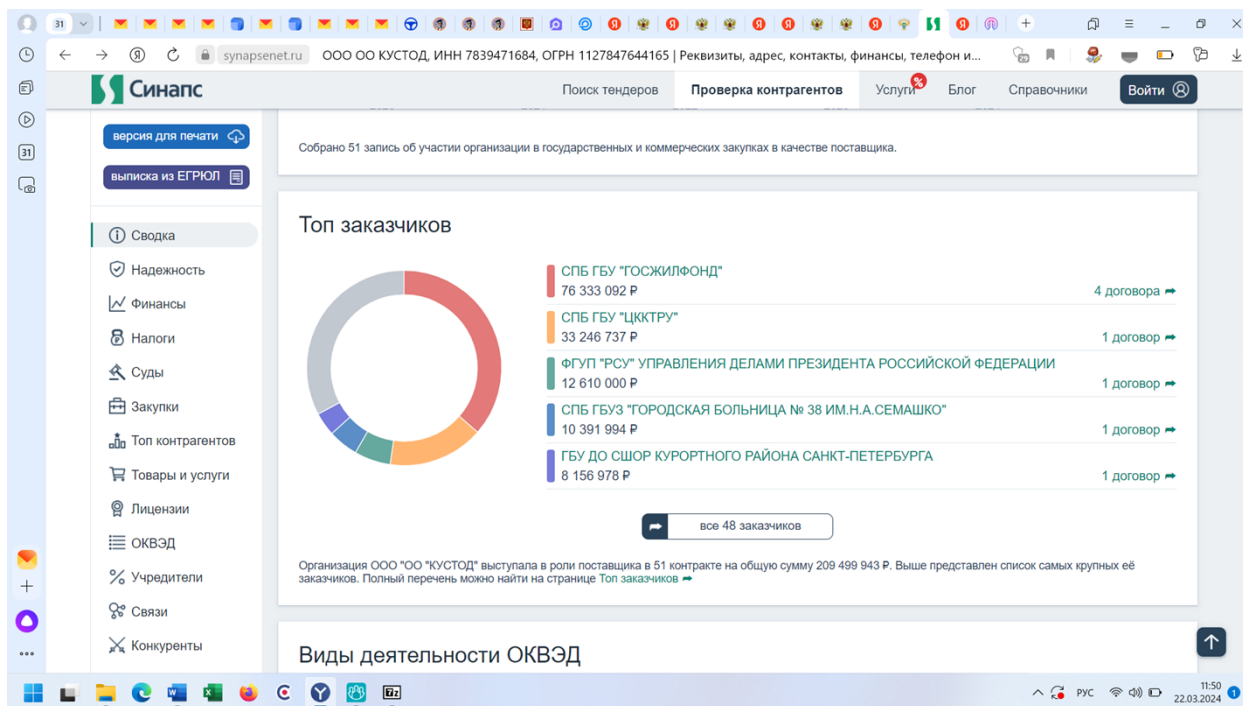 31
synapsenet.ru ООО ОО КУСТОД, ИНН 7839471684, ОГРН 1127847644165 | Реквизиты, адрес, контакты, финансы, телефон и...
Синапс
Поиск тендеров Проверка контрагентов Услуги % Блог Справочники Войти
31
версия для печати
выписка из ЕГРЮЛ
Собрано 51 запись об участии организации в государственных и коммерческих закупках в качестве поставщика.
Сводка
Надежность
Финансы
Налоги
Суды
Закупки
Топ контрагентов
Товары и услуги
Лицензии
ОКВЭД
Учредители
Связи
Конкуренты
Топ заказчиков
СПБ ГБУ "ГОСЖИЛФОНД"
76 333 092 ₽ 4 договора
СПБ ГБУ "ЦККТРУ"
33 246 737 ₽ 1 договор
ФГУП "РСУ" УПРАВЛЕНИЯ ДЕЛАМИ ПРЕЗИДЕНТА РОССИЙСКОЙ ФЕДЕРАЦИИ
12 610 000 ₽ 1 договор
СПБ ГБУЗ "ГОРОДСКАЯ БОЛЬНИЦА № 38 ИМ.Н.А.СЕМАШКО"
10 391 994 ₽ 1 договор
ГБУ ДО СШОР КУРОРТНОГО РАЙОНА САНКТ-ПЕТЕРБУРГА
8 156 978 ₽ 1 договор
все 48 заказчиков
Организация ООО "ОО "КУСТОД" выступала в роли поставщика в 51 контракте на общую сумму 209 499 943 ₽. Выше представлен список самых крупных её
заказчиков. Полный перечень можно найти на странице Топ заказчиков
Виды деятельности ОКВЭД
РУС 11:50
22.03.2024 1